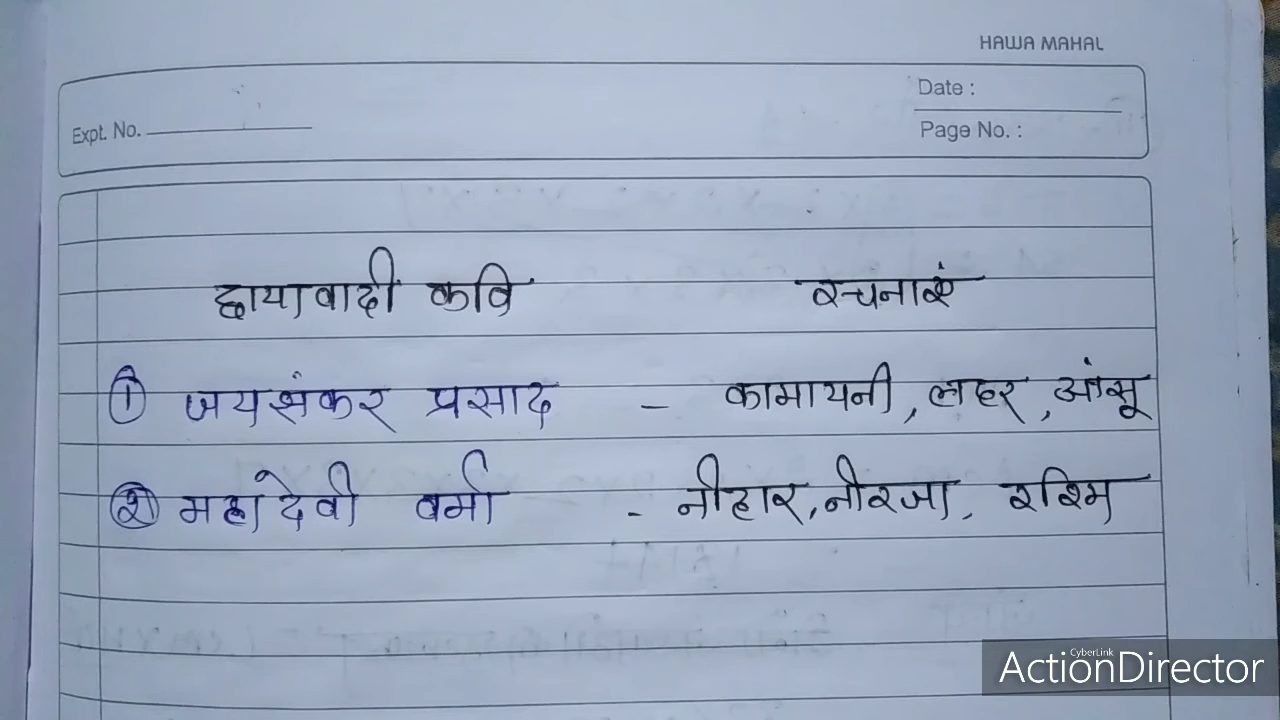 HAWA MAHAL
Date :
Expt. No.
Page No. :
छायावादी कवि रचनाएं
① जयशंकर प्रसाद – कामायनी, लहर, आंसू
② महादेवी वर्मा - नीहार, नीरजा, रश्मि
CyberLink
ActionDirector